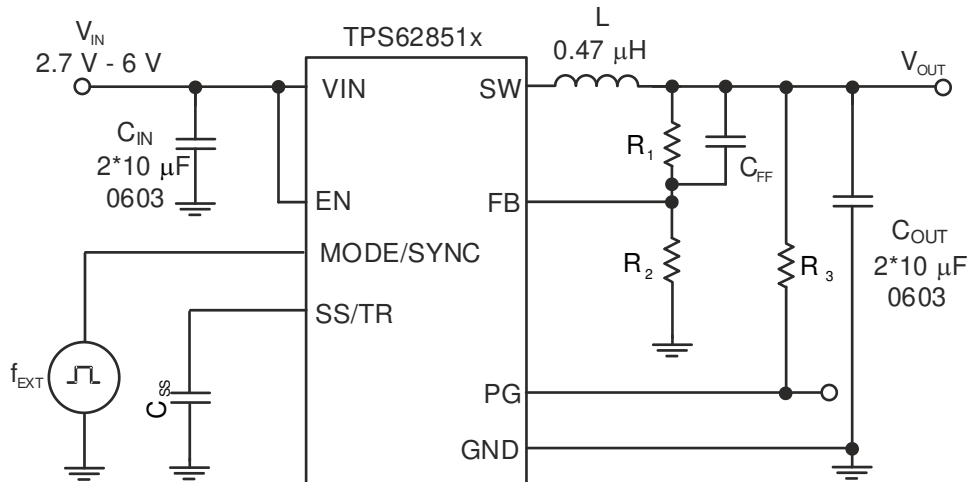 V_IN
2.7 V - 6 V
TPS62851x
L
0.47 μH
V_OUT
VIN
SW
C_IN
2*10 μF
0603
R_1
C_FF
EN
FB
MODE/SYNC
R_2
R_3
C_OUT
2*10 μF
0603
SS/TR
f_EXT
C_SS
PG
GND